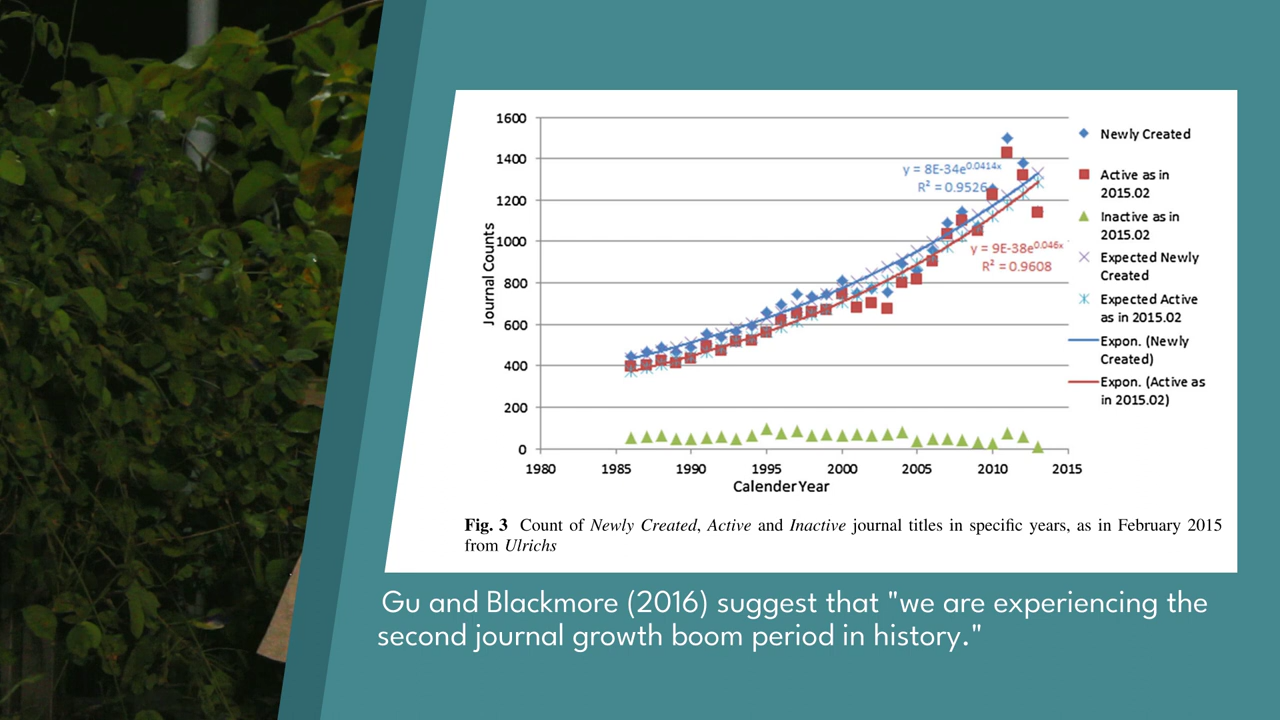 1600
1400
1200
1000
800
600
400
200
0
1980
1985
1990
1995
2000
2005
2010
2015
Journal Counts
Calender Year
y = 8E-34e^0.0414x
R² = 0.9526
y = 9E-38e^0.046x
R² = 0.9608
Newly Created
Active as in
2015.02
Inactive as in
2015.02
Expected Newly
Created
Expected Active
as in 2015.02
Expon. (Newly
Created)
Expon. (Active as
in 2015.02)
Fig. 3 Count of Newly Created, Active and Inactive journal titles in specific years, as in February 2015
from Ulrichs
Gu and Blackmore (2016) suggest that "we are experiencing the
second journal growth boom period in history."